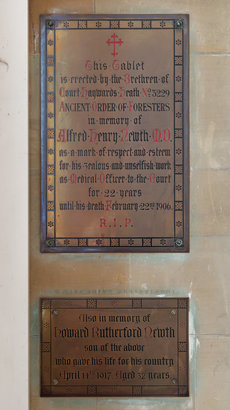 This Tablet
is erected by the Brethren of
Court Haywards Heath No 5229
ANCIENT ORDER OF FORESTERS
in memory of
Alfred Henry Newth M.D.
as a mark of respect and esteem
for his zealous and unselfish work
as Medical Officer to the Court
for 22 years
until his death February 22nd 1906.
R.I.P.
Also in memory of
Howard Rutherford Newth
son of the above
who gave his life for his country
April 1917. Aged 32 years.